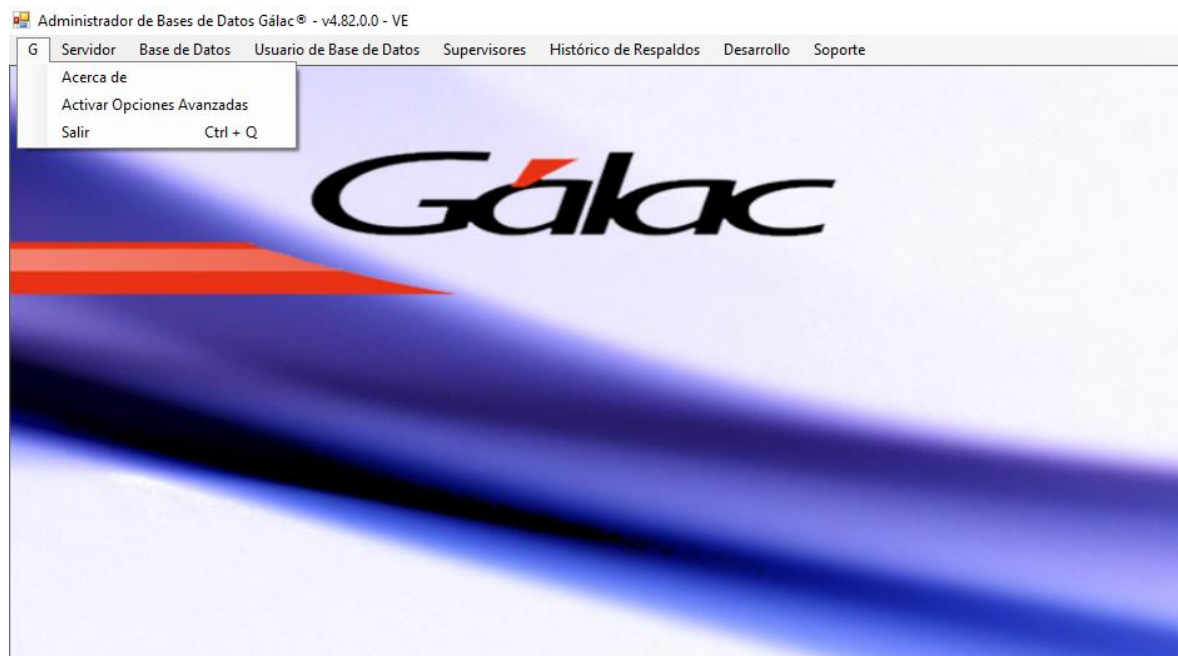 Administrador de Bases de Datos Gálac® - v4.82.0.0 - VE
G Servidor Base de Datos Usuario de Base de Datos Supervisores Histórico de Respaldos Desarrollo Soporte
Acerca de
Activar Opciones Avanzadas
Salir Ctrl + Q
Gálac